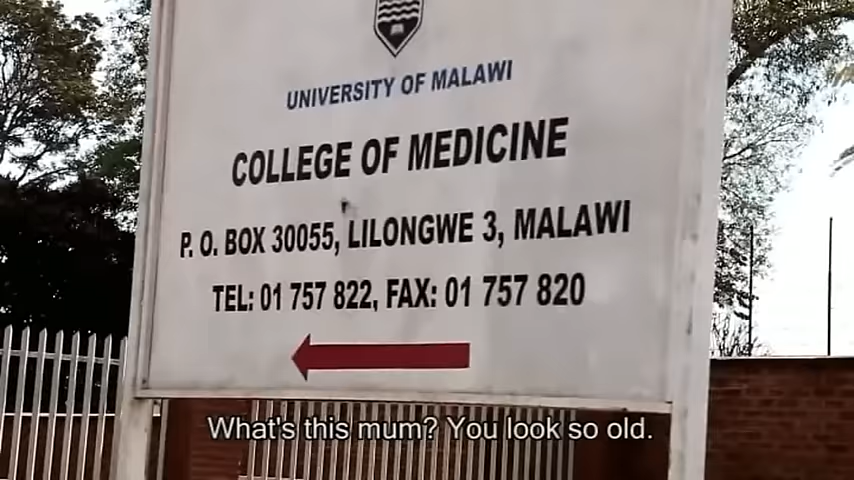 UNIVERSITY OF MALAWI
COLLEGE OF MEDICINE
P. O. BOX 30055, LILONGWE 3, MALAWI
TEL: 01 757 822, FAX: 01 757 820
What's this mum? You look so old.